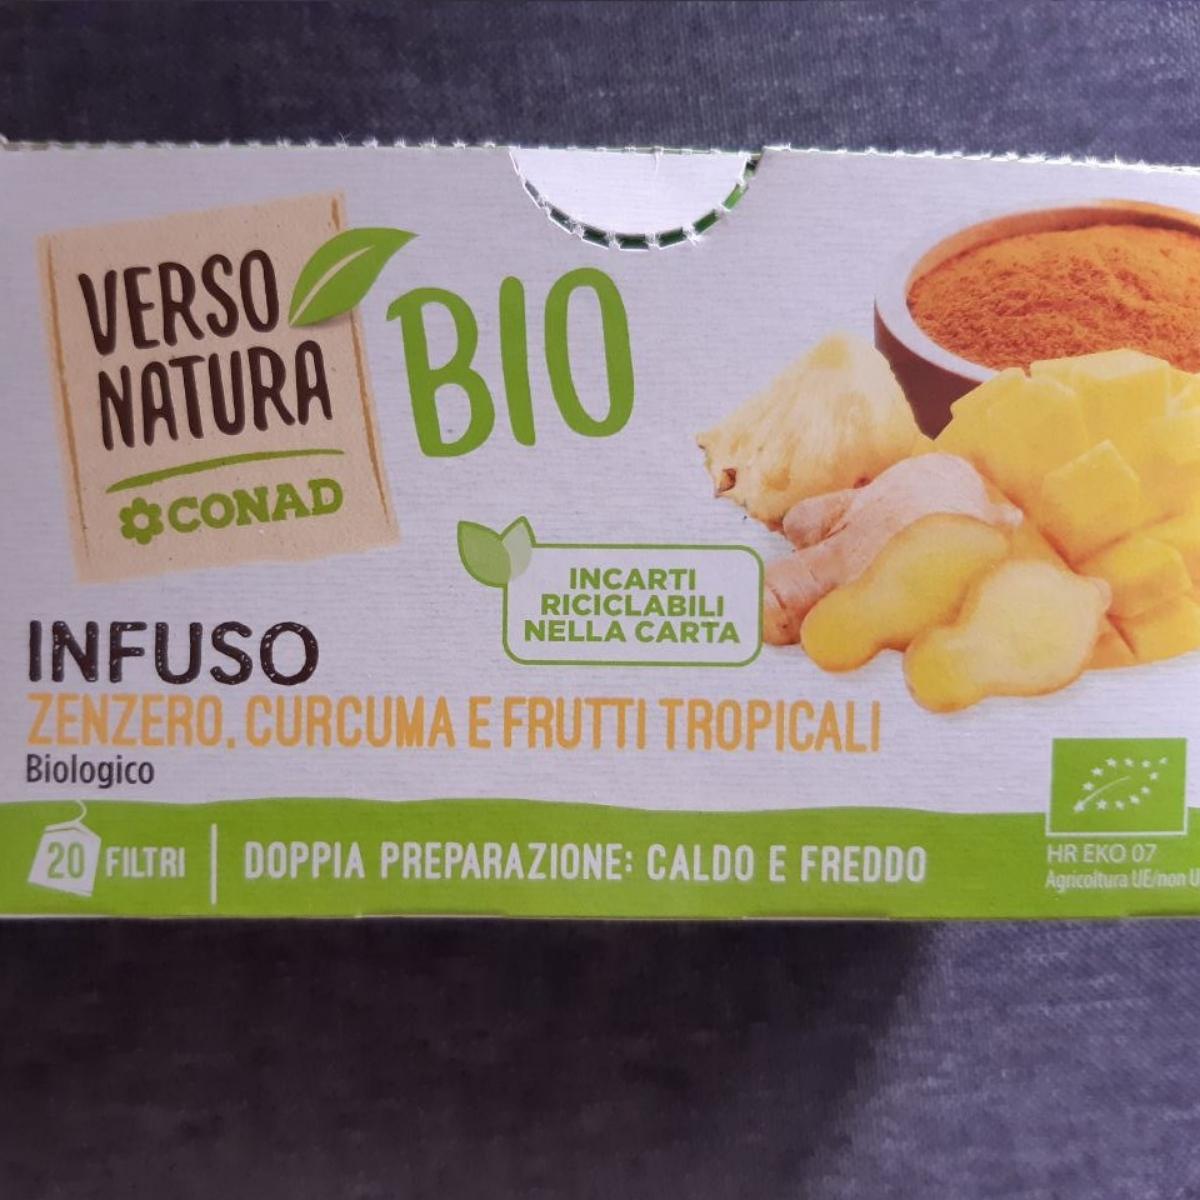 VERSO
NATURA
CONAD
BIO
INCARTI
RICICLABILI
NELLA CARTA
INFUSO
ZENZERO, CURCUMA E FRUTTI TROPICALI
Biologico
20 FILTRI
DOPPIA PREPARAZIONE: CALDO E FREDDO
HR EKO 07
Agricoltura UE/non U